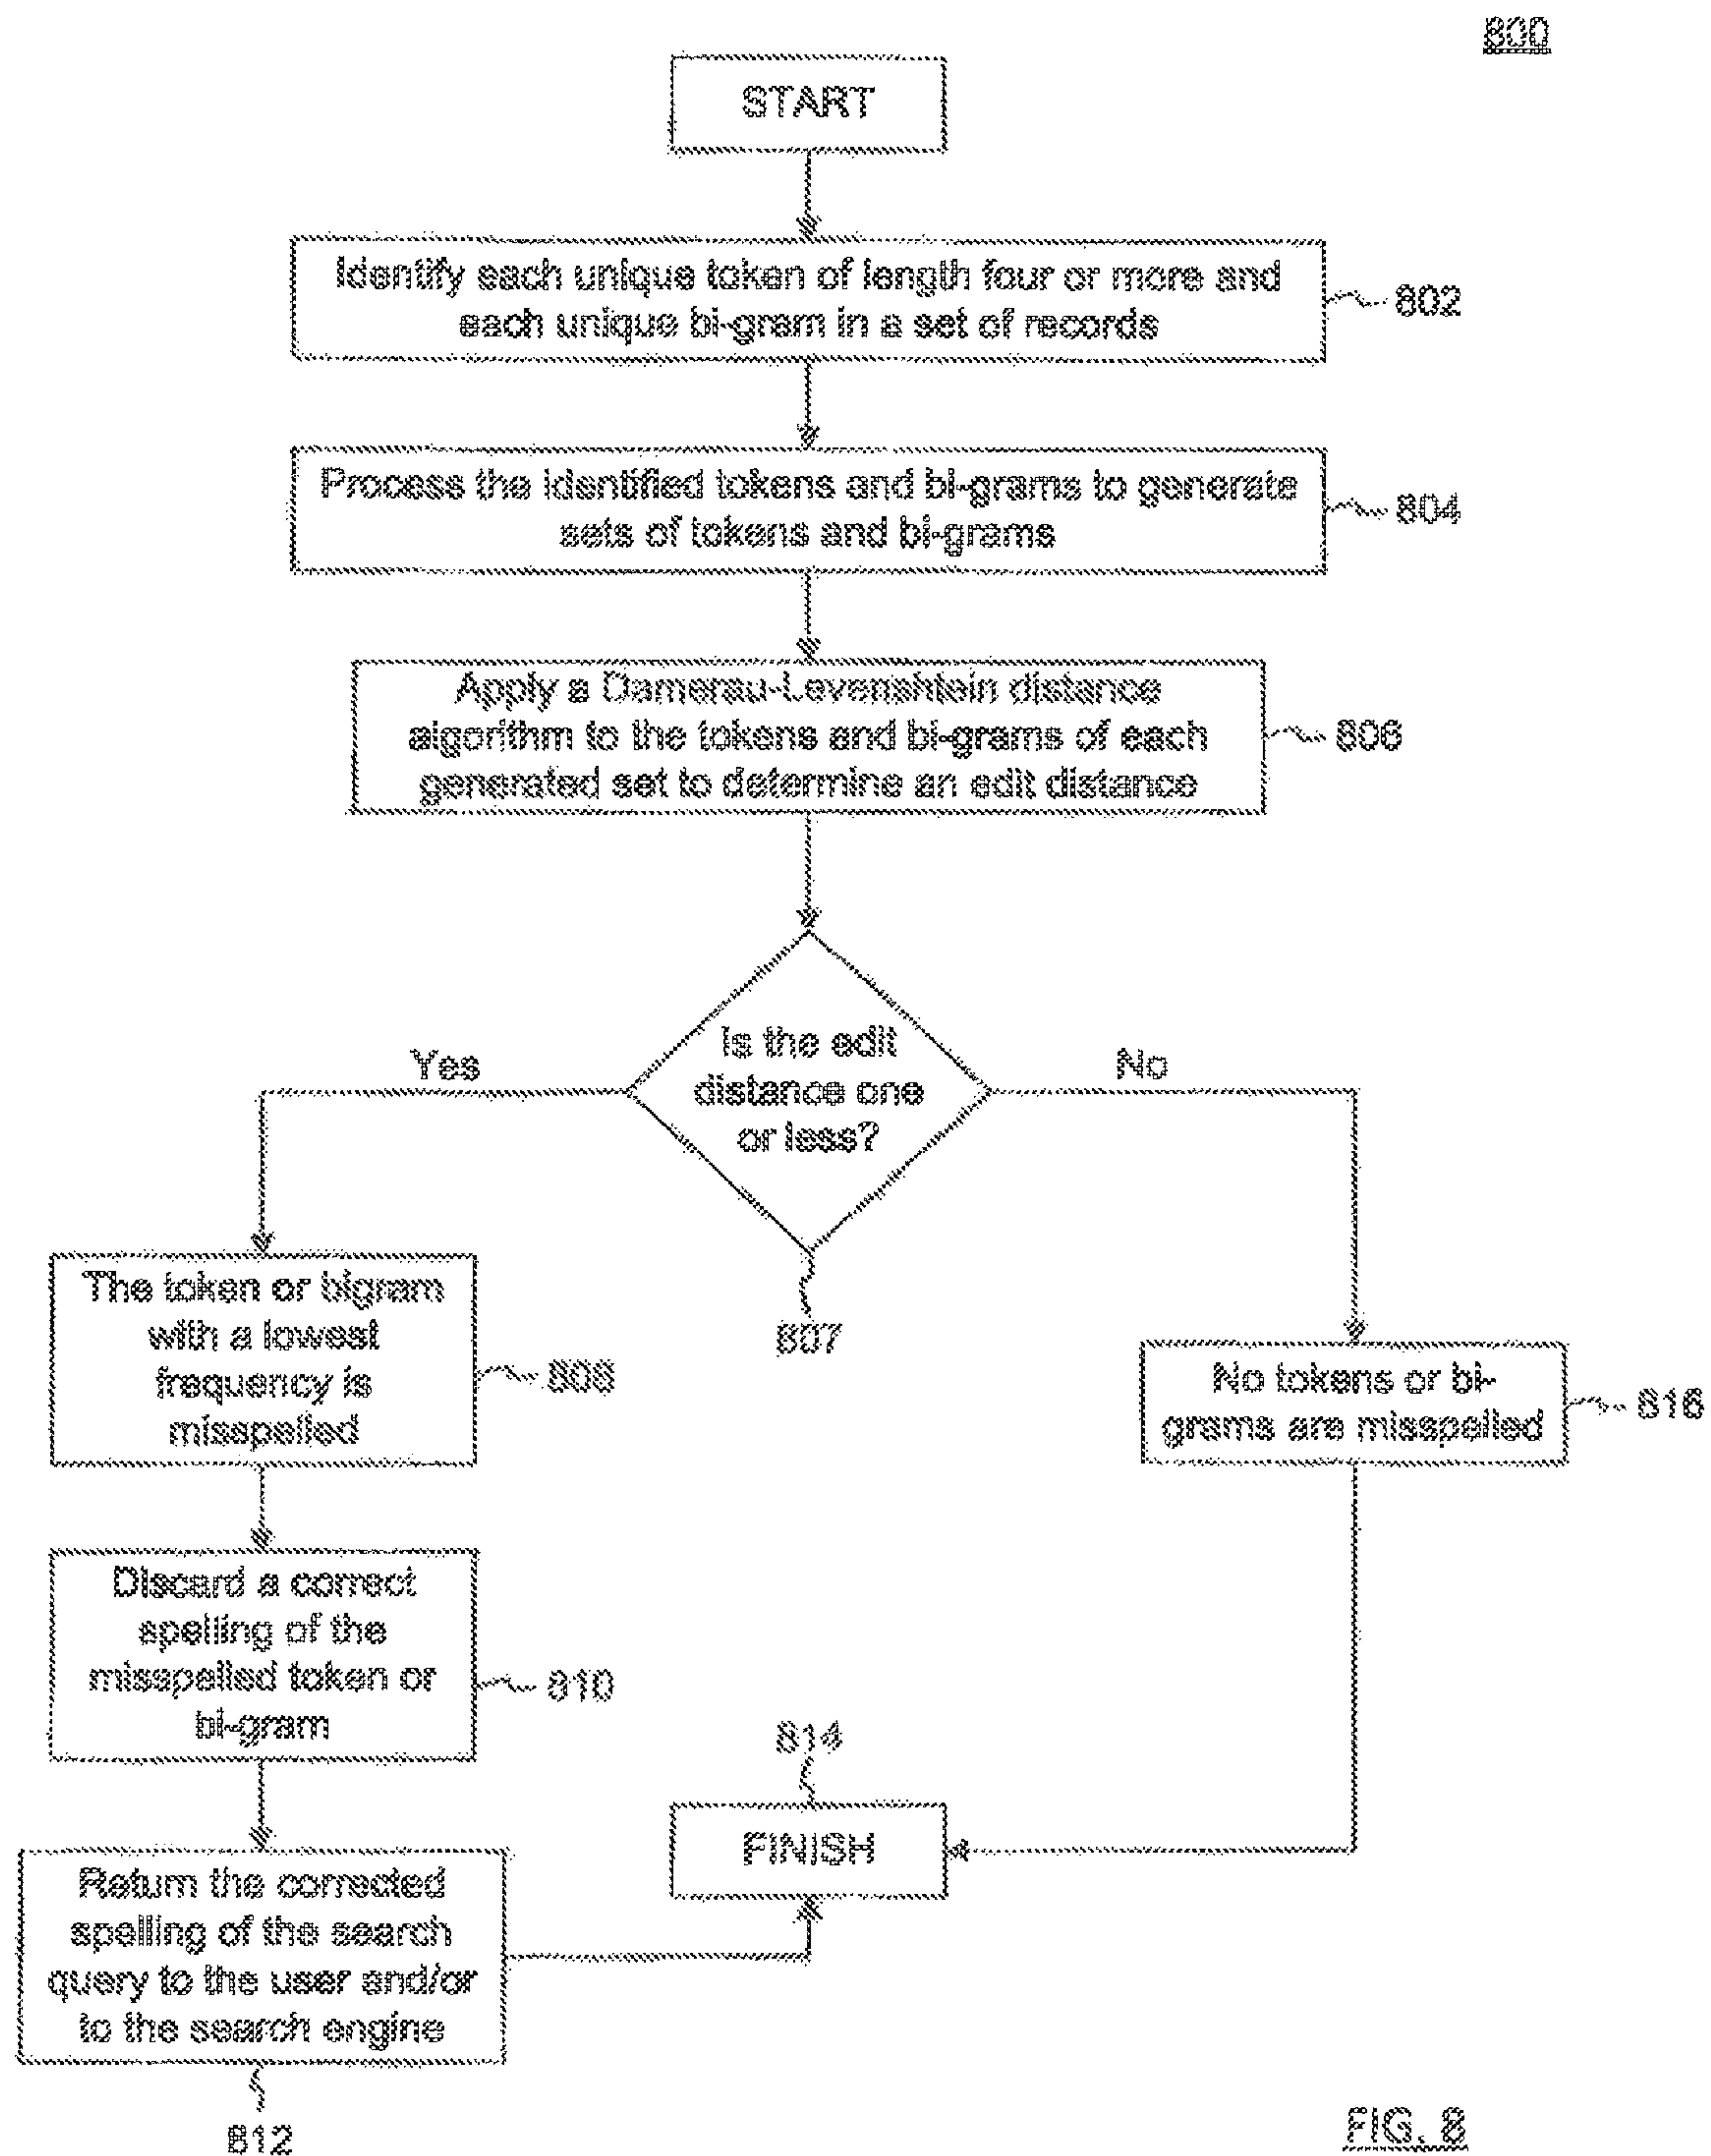 800
START
Identify each unique token of length four or more and
each unique bi-gram in a set of records
802
Process the identified tokens and bi-grams to generate
sets of tokens and bi-grams
804
Apply a Damerau-Levenshtein distance
algorithm to the tokens and bi-grams of each
generated set to determine an edit distance
806
Is the edit
distance one
or less?
Yes
No
807
The token or bigram
with a lowest
frequency is
misspelled
808
No tokens or bi-
grams are misspelled
816
Discard a correct
spelling of the
misspelled token or
bi-gram
810
814
FINISH
Return the corrected
spelling of the search
query to the user and/or
to the search engine
812
FIG. 8